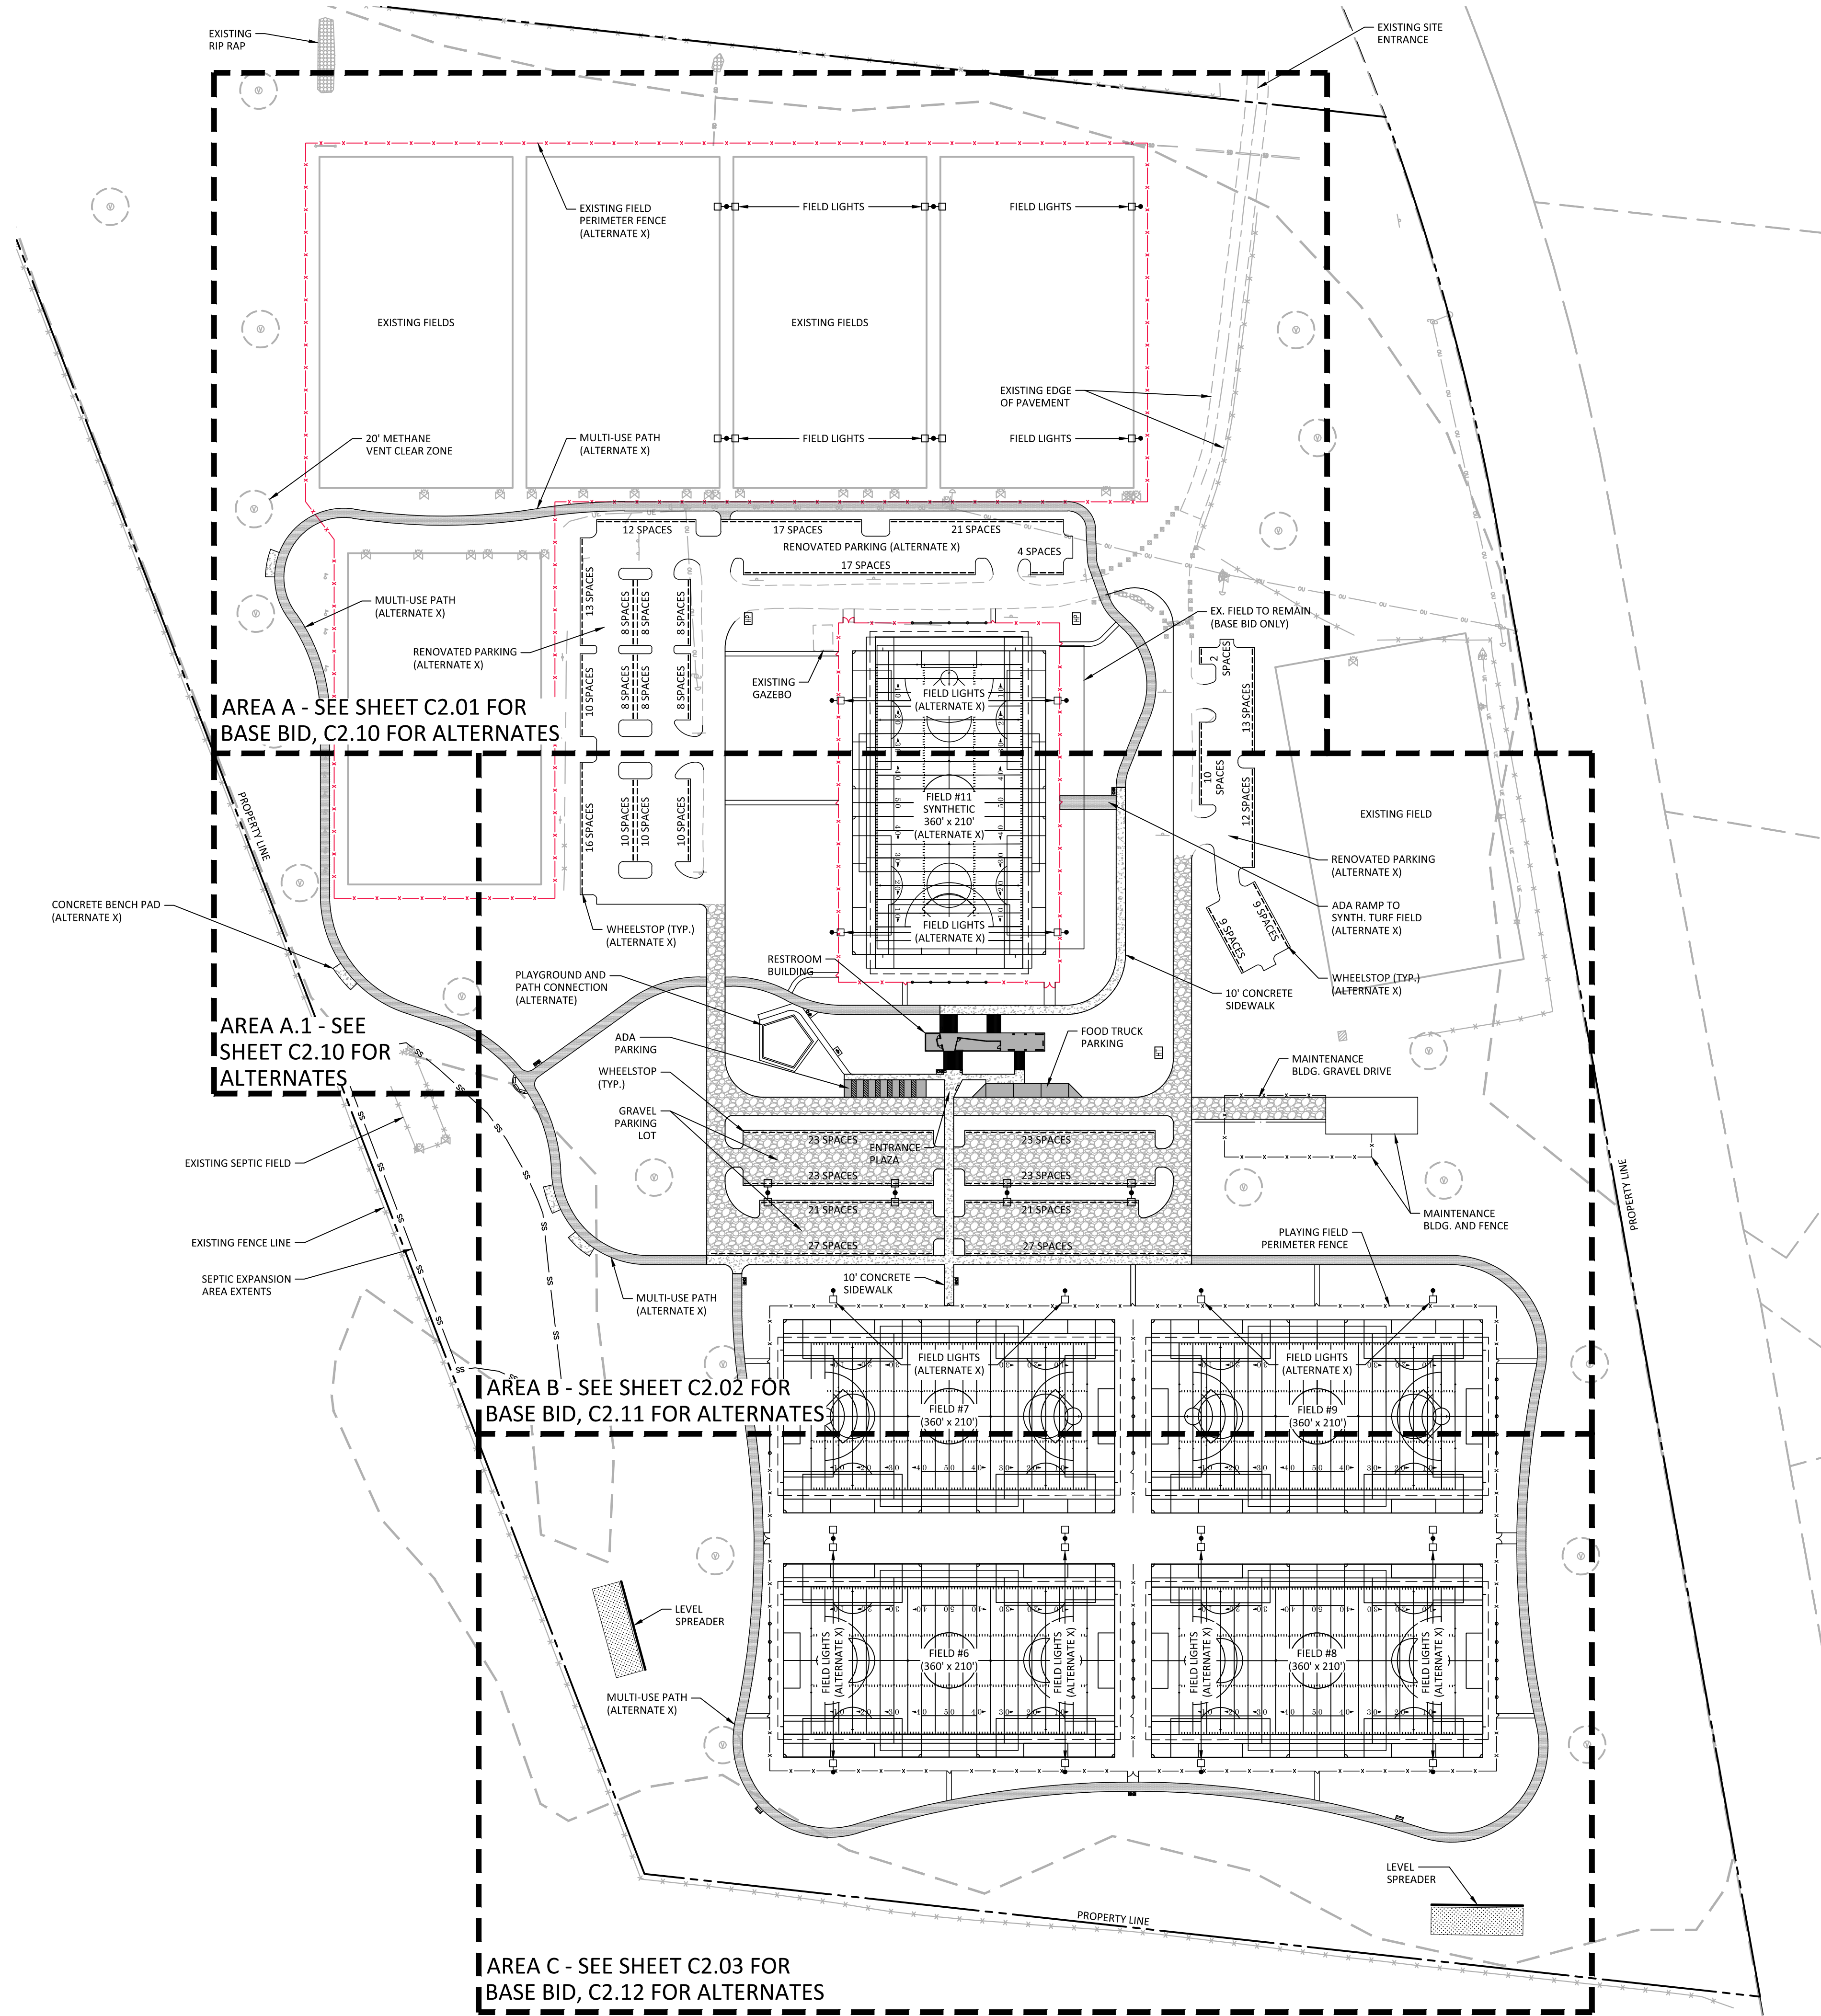 EXISTING
RIP RAP
EXISTING SITE
ENTRANCE
EXISTING FIELD
PERIMETER FENCE
(ALTERNATE X)
FIELD LIGHTS
FIELD LIGHTS
EXISTING FIELDS
EXISTING FIELDS
EXISTING EDGE
OF PAVEMENT
20' METHANE
VENT CLEAR ZONE
MULTI-USE PATH
(ALTERNATE X)
FIELD LIGHTS
FIELD LIGHTS
12 SPACES
17 SPACES
21 SPACES
RENOVATED PARKING (ALTERNATE X)
4 SPACES
17 SPACES
13 SPACES
8 SPACES
8 SPACES
8 SPACES
MULTI-USE PATH
(ALTERNATE X)
EX. FIELD TO REMAIN
(BASE BID ONLY)
RENOVATED PARKING
(ALTERNATE X)
10 SPACES
8 SPACES
8 SPACES
8 SPACES
EXISTING
GAZEBO
FIELD LIGHTS
(ALTERNATE X)
2
SPACES
13 SPACES
AREA A - SEE SHEET C2.01 FOR
BASE BID, C2.10 FOR ALTERNATES
PROPERTY LINE
16 SPACES
10 SPACES
10 SPACES
10 SPACES
FIELD #11
SYNTHETIC
360' x 210'
(ALTERNATE X)
10
SPACES
12 SPACES
EXISTING FIELD
RENOVATED PARKING
(ALTERNATE X)
CONCRETE BENCH PAD
(ALTERNATE X)
WHEELSTOP (TYP.)
(ALTERNATE X)
FIELD LIGHTS
(ALTERNATE X)
9 SPACES
9 SPACES
ADA RAMP TO
SYNTH. TURF FIELD
(ALTERNATE X)
RESTROOM
BUILDING
PLAYGROUND AND
PATH CONNECTION
(ALTERNATE)
WHEELSTOP (TYP.)
(ALTERNATE X)
10' CONCRETE
SIDEWALK
AREA A.1 - SEE
SHEET C2.10 FOR
ALTERNATES
ADA
PARKING
FOOD TRUCK
PARKING
WHEELSTOP
(TYP.)
MAINTENANCE
BLDG. GRAVEL DRIVE
GRAVEL
PARKING
LOT
23 SPACES
23 SPACES
ENTRANCE
PLAZA
EXISTING SEPTIC FIELD
23 SPACES
23 SPACES
21 SPACES
21 SPACES
MAINTENANCE
BLDG. AND FENCE
PROPERTY LINE
EXISTING FENCE LINE
27 SPACES
27 SPACES
PLAYING FIELD
PERIMETER FENCE
SEPTIC EXPANSION
AREA EXTENTS
10' CONCRETE
SIDEWALK
MULTI-USE PATH
(ALTERNATE X)
FIELD LIGHTS
(ALTERNATE X)
FIELD LIGHTS
(ALTERNATE X)
AREA B - SEE SHEET C2.02 FOR
BASE BID, C2.11 FOR ALTERNATES
FIELD #7
(360' x 210')
FIELD #9
(360' x 210')
LEVEL
SPREADER
FIELD LIGHTS
(ALTERNATE X)
FIELD #6
(360' x 210')
FIELD LIGHTS
(ALTERNATE X)
FIELD LIGHTS
(ALTERNATE X)
FIELD #8
(360' x 210')
FIELD LIGHTS
(ALTERNATE X)
MULTI-USE PATH
(ALTERNATE X)
LEVEL
SPREADER
PROPERTY LINE
AREA C - SEE SHEET C2.03 FOR
BASE BID, C2.12 FOR ALTERNATES